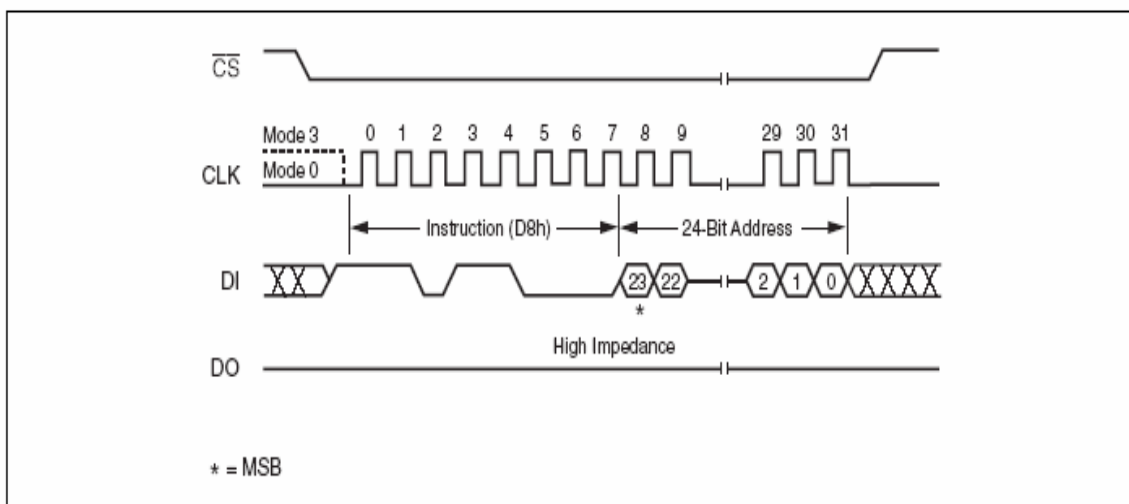 CS
Mode 3
0 1 2 3 4 5 6 7 8 9 29 30 31
CLK
Mode 0
Instruction (D8h)
24-Bit Address
DI
23 22 2 1 0
*
High Impedance
DO
* = MSB